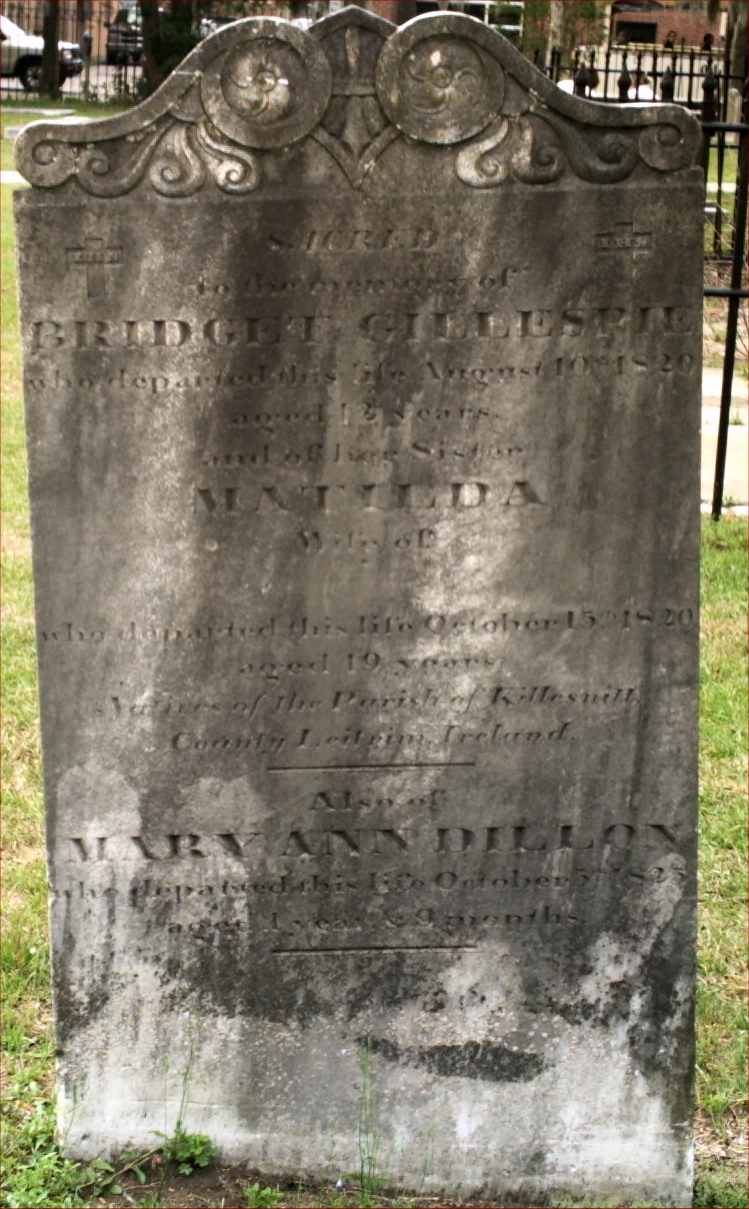 SACRED
to the memory of
BRIDGET GILLESPIE
who departed this life August 10th 1820
aged 12 years.
and of her Sister
MATILDA
Wife of
who departed this life October 15th 1820
aged 19 years.
Natives of the Parish of Killesnitt,
County Leitrim, Ireland.
Also of
MARY ANN DILLON
who departed this life October 5th 1825
aged 1 year & 9 months.